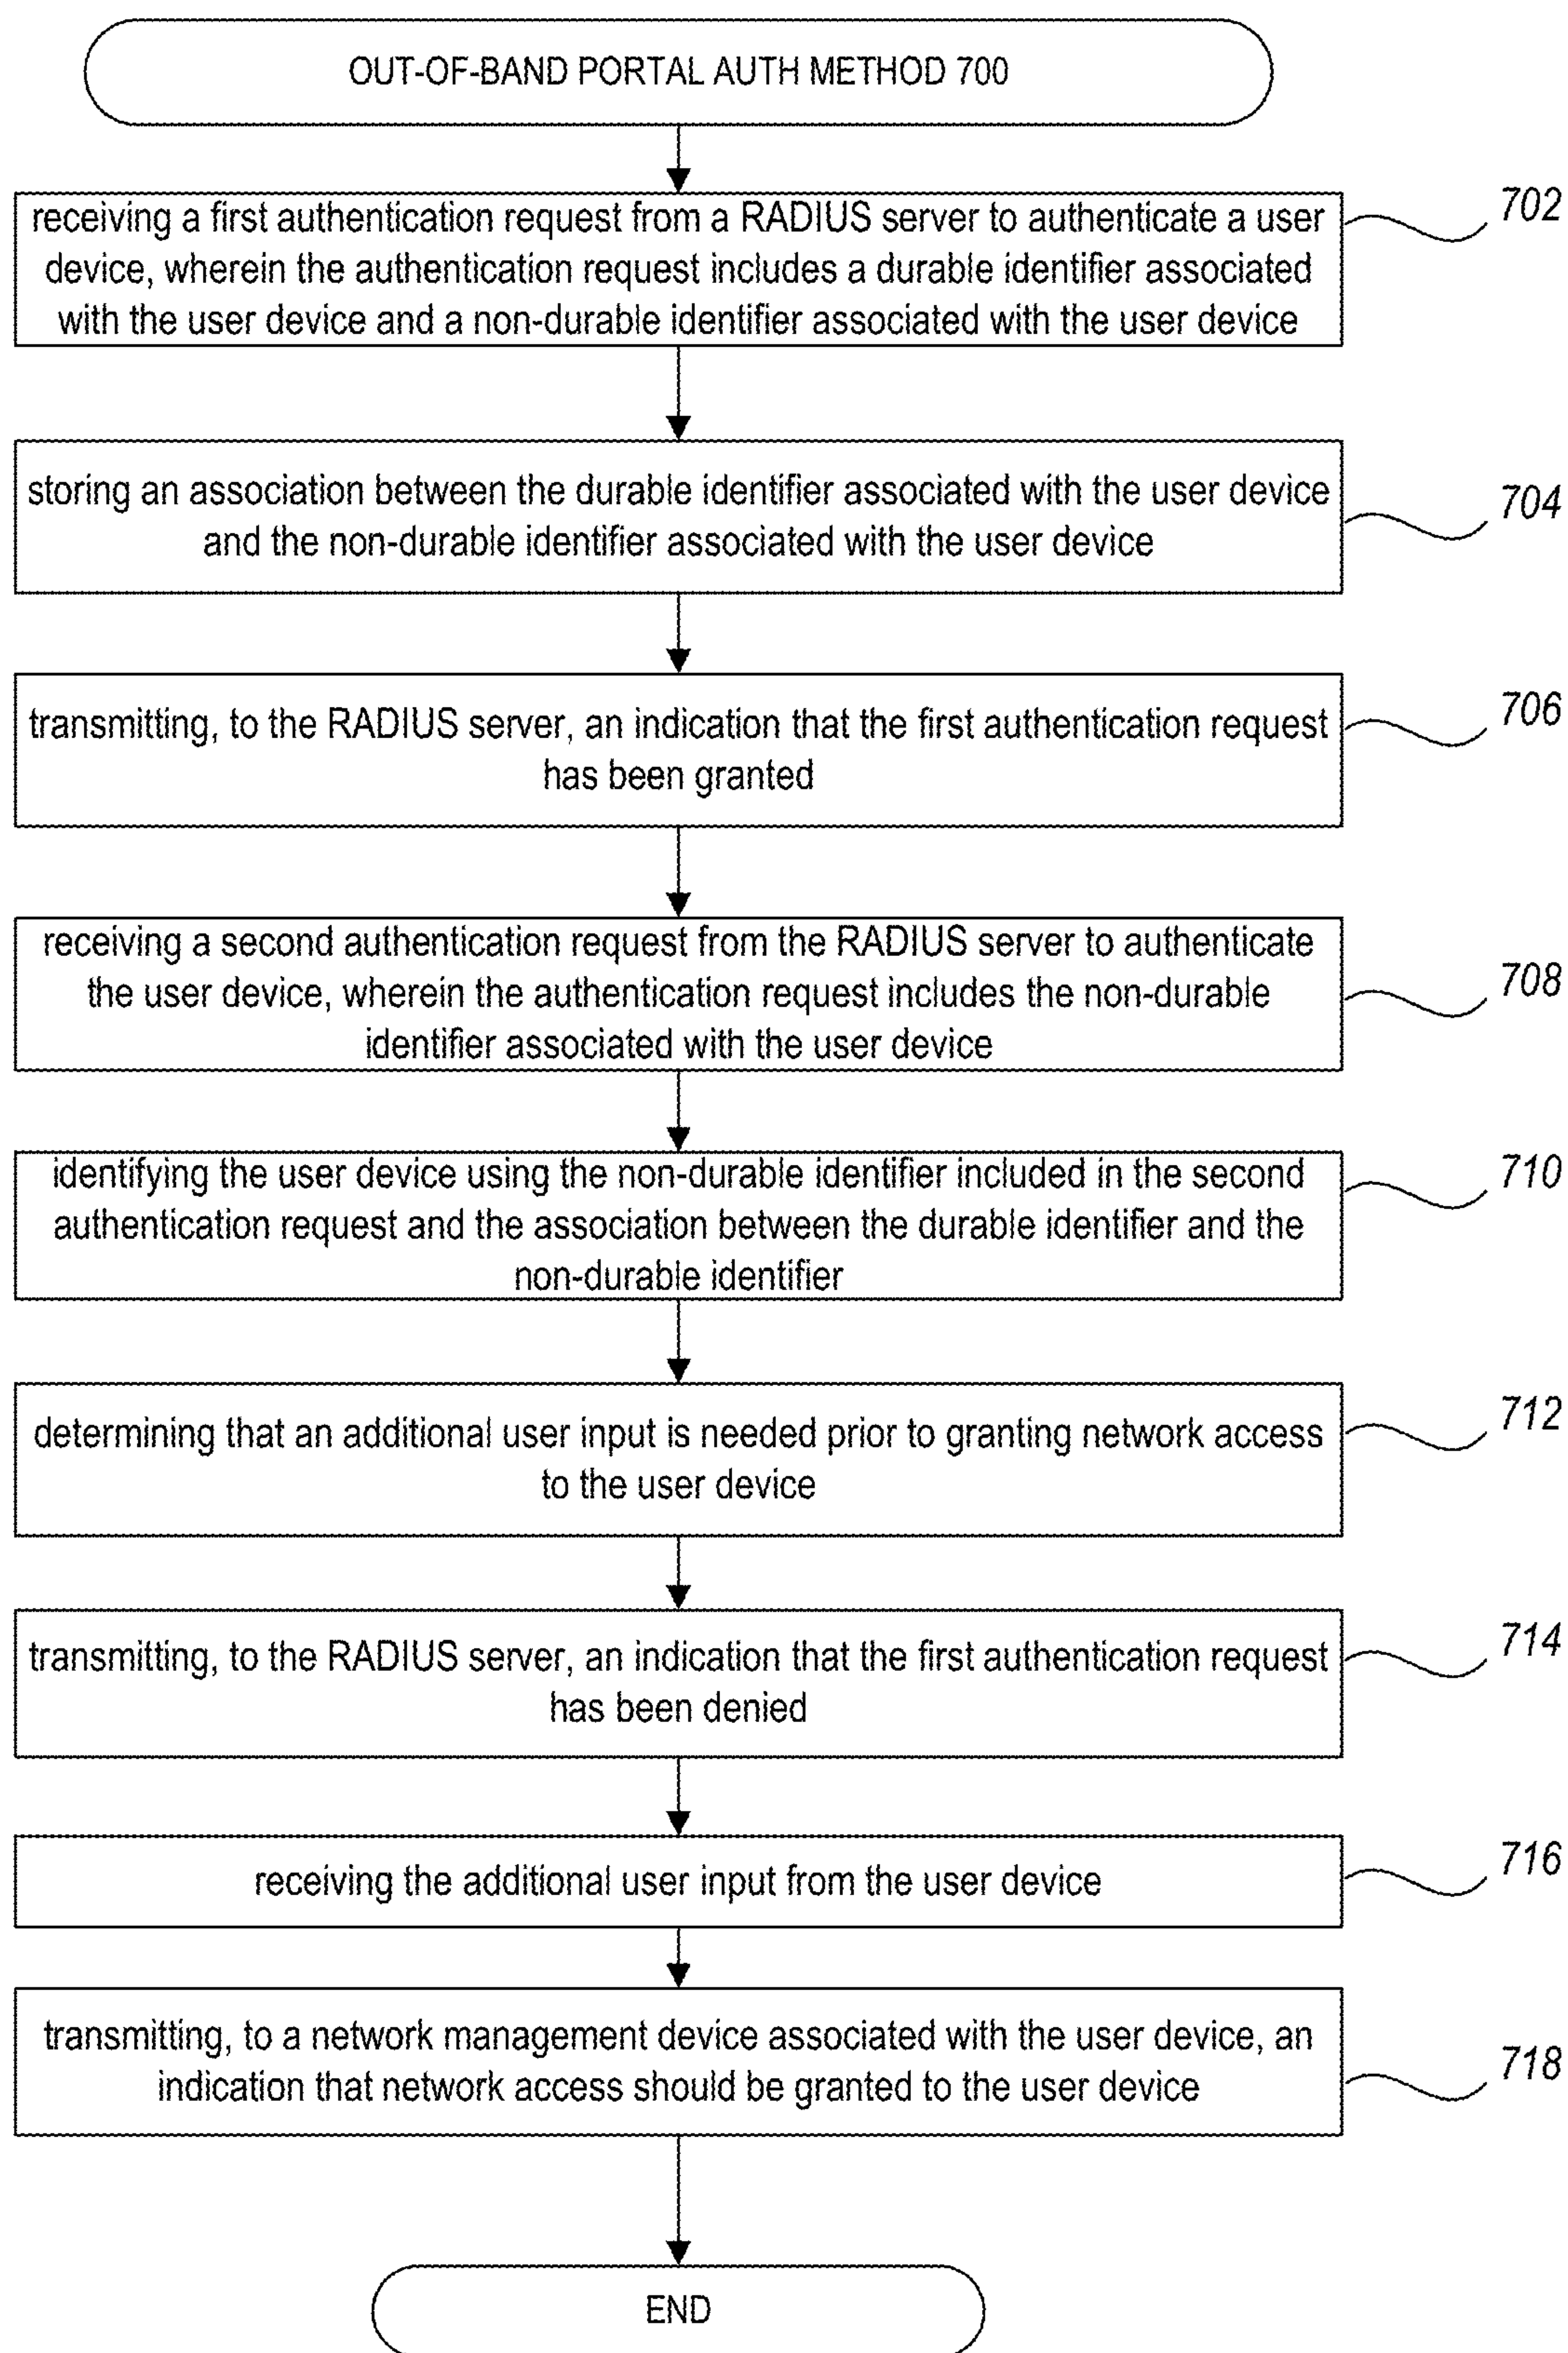 OUT-OF-BAND PORTAL AUTH METHOD 700
receiving a first authentication request from a RADIUS server to authenticate a user
device, wherein the authentication request includes a durable identifier associated
with the user device and a non-durable identifier associated with the user device
702
storing an association between the durable identifier associated with the user device
and the non-durable identifier associated with the user device
704
transmitting, to the RADIUS server, an indication that the first authentication request
has been granted
706
receiving a second authentication request from the RADIUS server to authenticate
the user device, wherein the authentication request includes the non-durable
identifier associated with the user device
708
identifying the user device using the non-durable identifier included in the second
authentication request and the association between the durable identifier and the
non-durable identifier
710
determining that an additional user input is needed prior to granting network access
to the user device
712
transmitting, to the RADIUS server, an indication that the first authentication request
has been denied
714
receiving the additional user input from the user device
716
transmitting, to a network management device associated with the user device, an
indication that network access should be granted to the user device
718
END